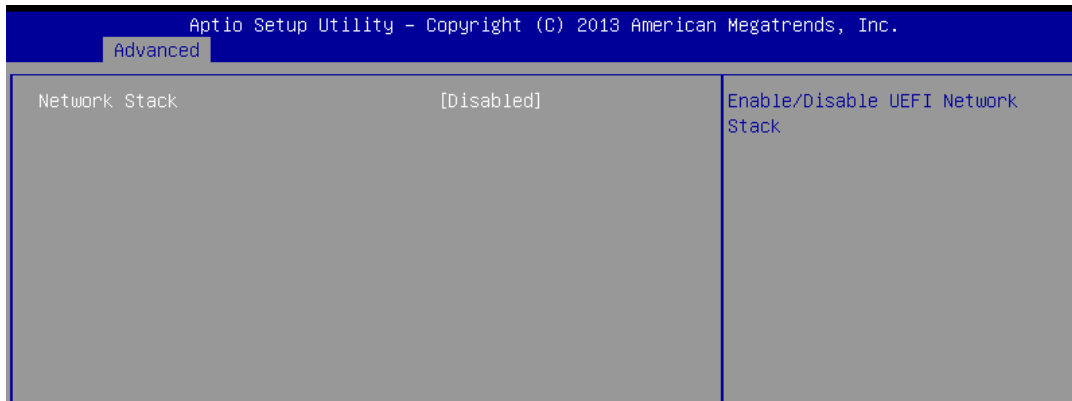 Aptio Setup Utility – Copyright (C) 2013 American Megatrends, Inc.
Advanced
Network Stack [Disabled]
Enable/Disable UEFI Network
Stack